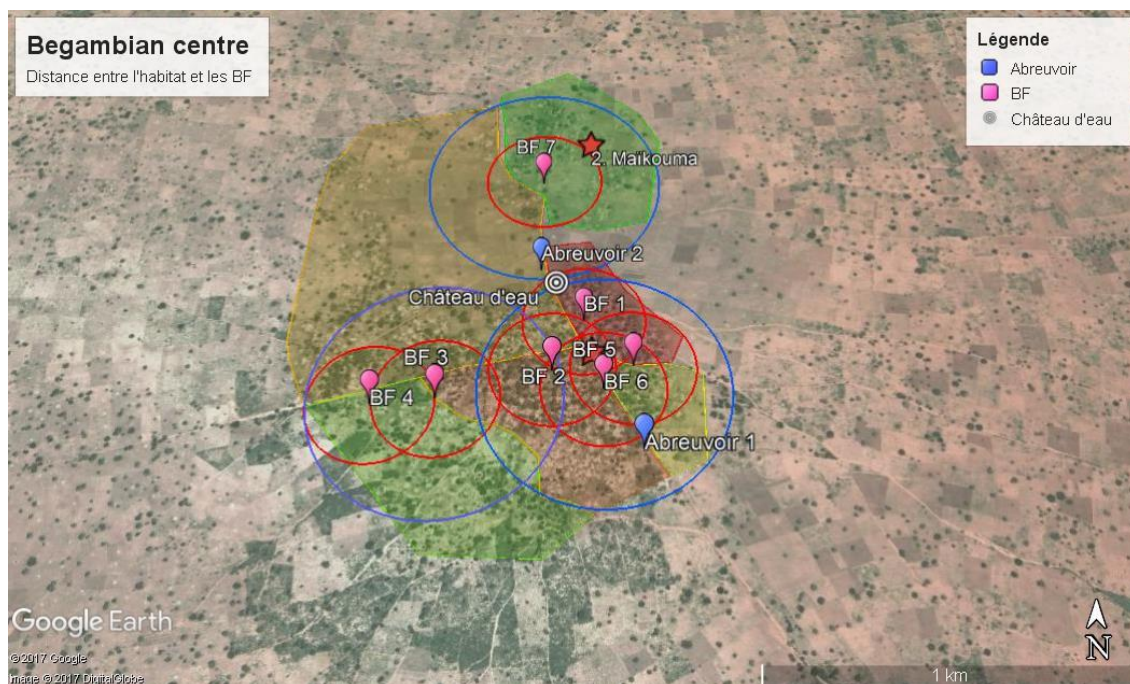 Begambian centre
Distance entre l'habitat et les BF
Légende
Abreuvoir
BF
Château d'eau
BF 7
2. Maïkouma
Abreuvoir 2
Château d'eau
BF 1
BF 5
BF 2
BF 6
BF 3
BF 4
Abreuvoir 1
Google Earth
© 2017 Google
Image © 2017 DigitalGlobe
N
1 km